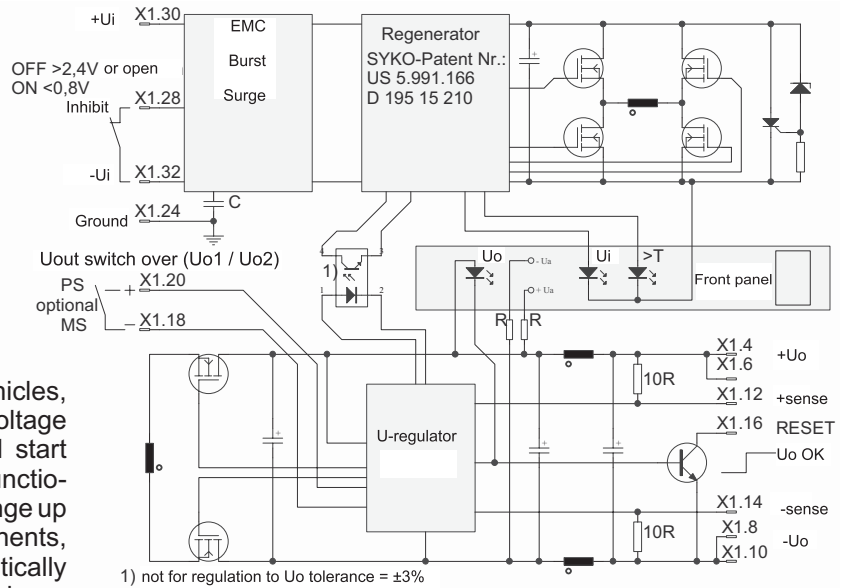 +Ui X1.30
EMC
Burst
Surge
Regenerator
SYKO-Patent Nr.:
US 5.991.166
D 195 15 210
OFF >2,4V or open
ON <0,8V
Inhibit X1.28
-Ui X1.32
C
Ground X1.24
Uout switch over (Uo1 / Uo2)
PS + X1.20
optional
MS − X1.18
4 3
1)
1 2
Uo - Ua Ui >T
+ Ua
Front panel
R R
X1.4 +Uo
X1.6
10R
X1.12 +sense
X1.16 RESET
Uo OK
U-regulator
X1.14 -sense
10R
X1.8
-Uo
X1.10
1) not for regulation to Uo tolerance = ±3%
nicles,
oltage
start
unctio-
nge up
nents,
tically